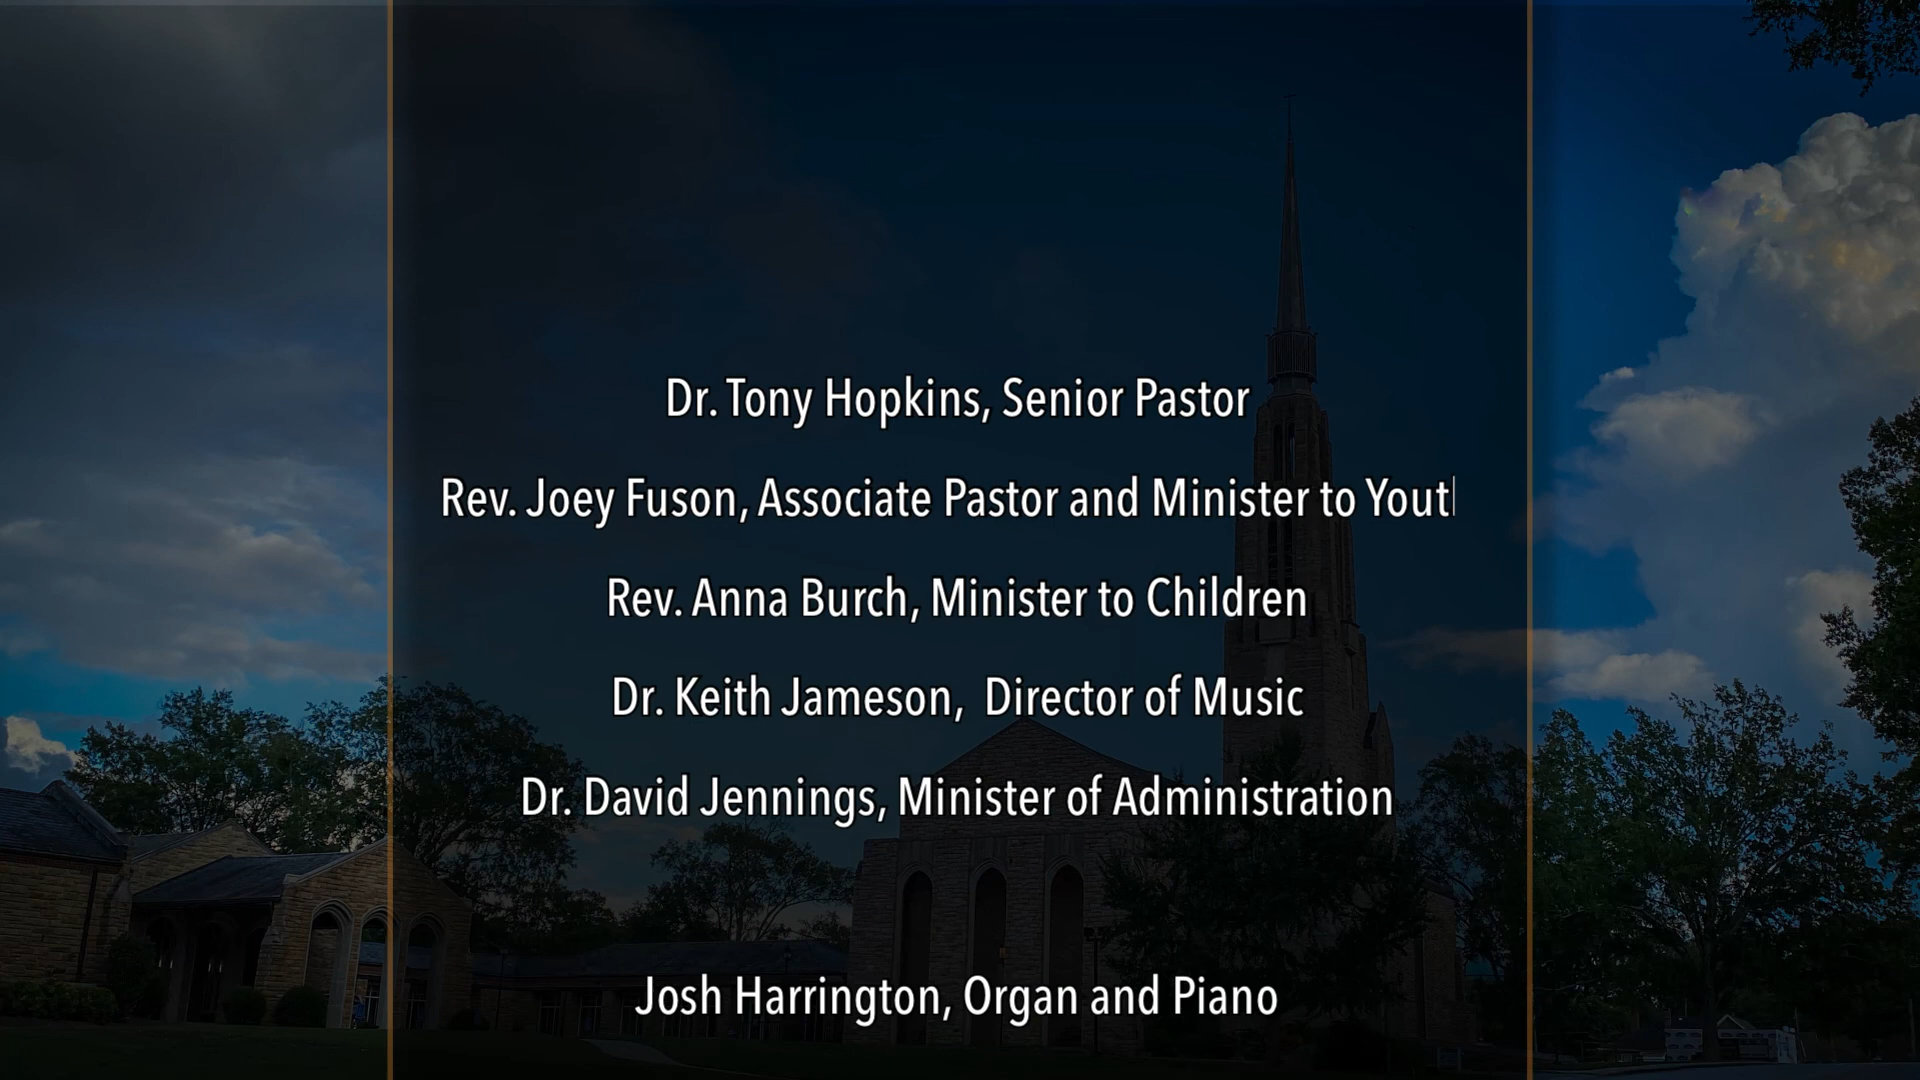 Dr. Tony Hopkins, Senior Pastor
Rev. Joey Fuson, Associate Pastor and Minister to Yout
Rev. Anna Burch, Minister to Children
Dr. Keith Jameson,  Director of Music
Dr. David Jennings, Minister of Administration
Josh Harrington, Organ and Piano